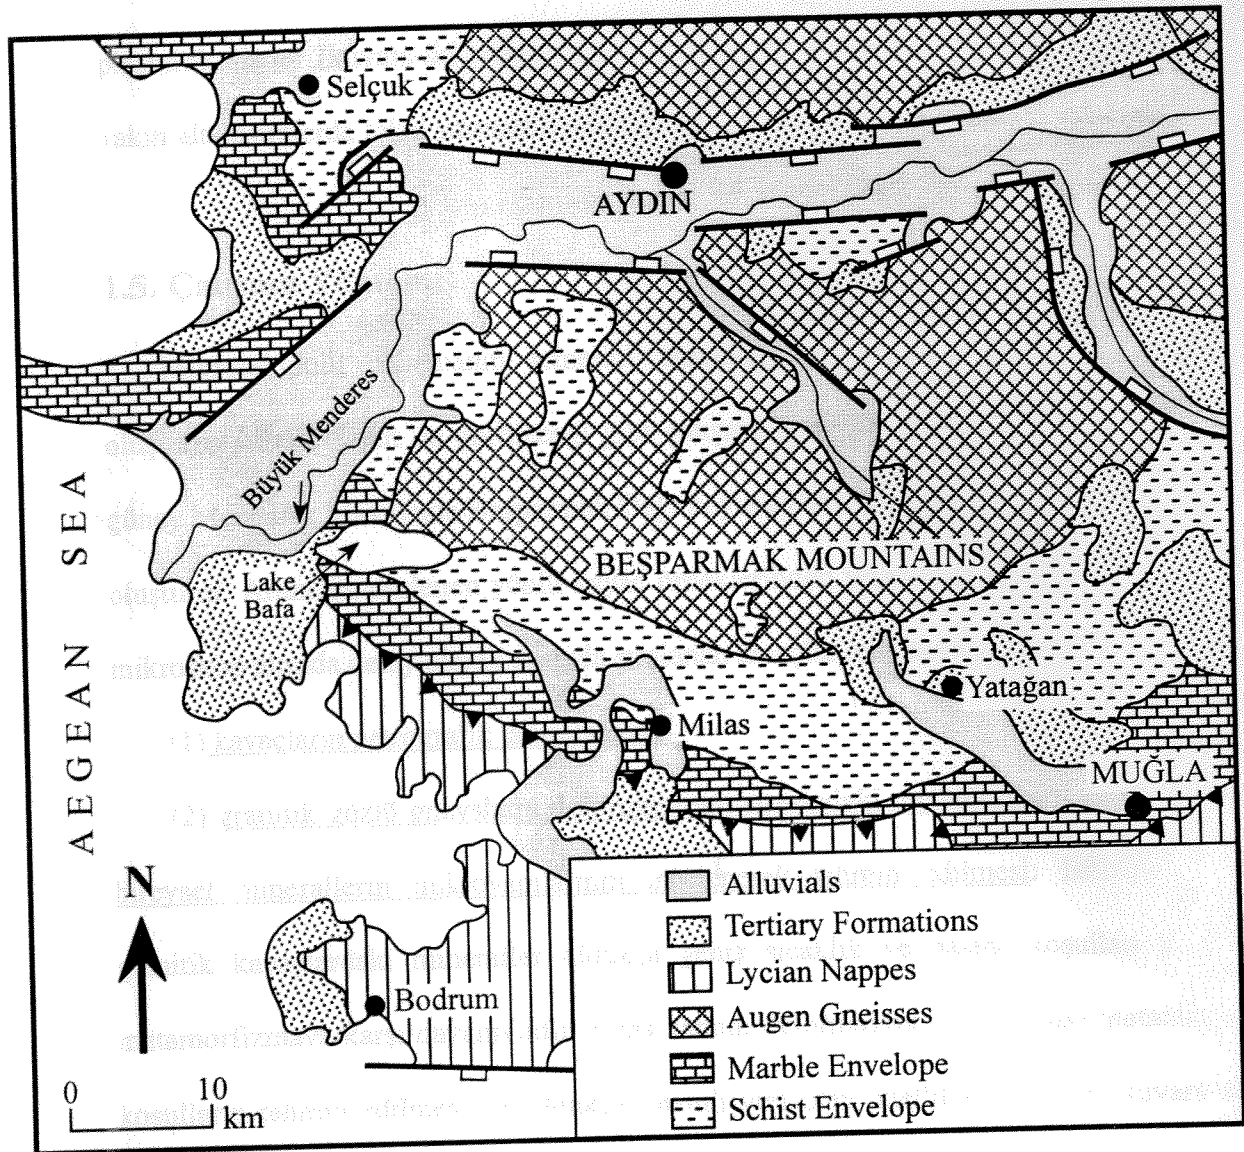 Selçuk
AYDIN
Büyük Menderes
AEGEAN SEA
Lake
Bafa
BEŞPARMAK MOUNTAINS
Yatağan
Milas
MUĞLA
N
Bodrum
0 10
km
Alluvials
Tertiary Formations
Lycian Nappes
Augen Gneisses
Marble Envelope
Schist Envelope